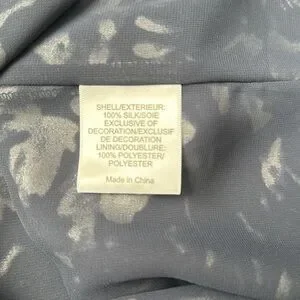 SHELL/EXTERIEUR:
100% SILK/SOIE
EXCLUSIVE OF
DECORATION/EXCLUSIF
DE DECORATION
LINING/DOUBLURE:
100% POLYESTER/
POLYESTER
Made in China